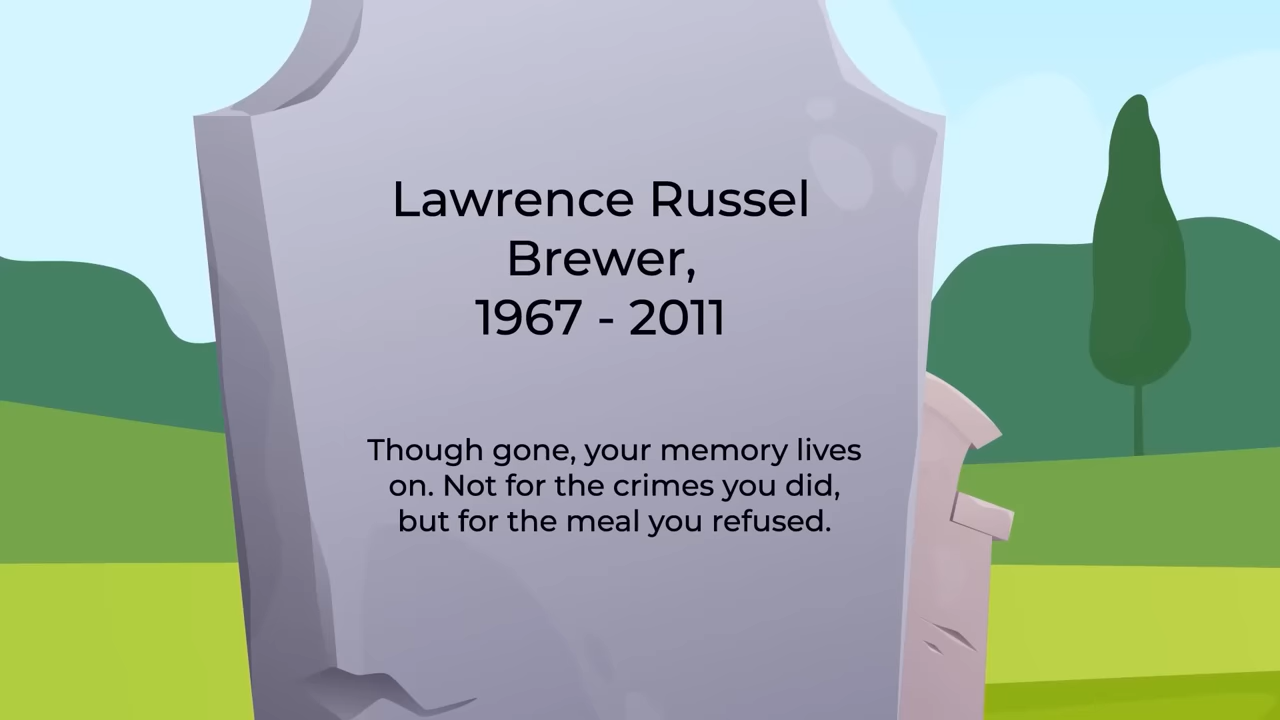 Lawrence Russel
Brewer,
1967 - 2011
Though gone, your memory lives
on. Not for the crimes you did,
but for the meal you refused.